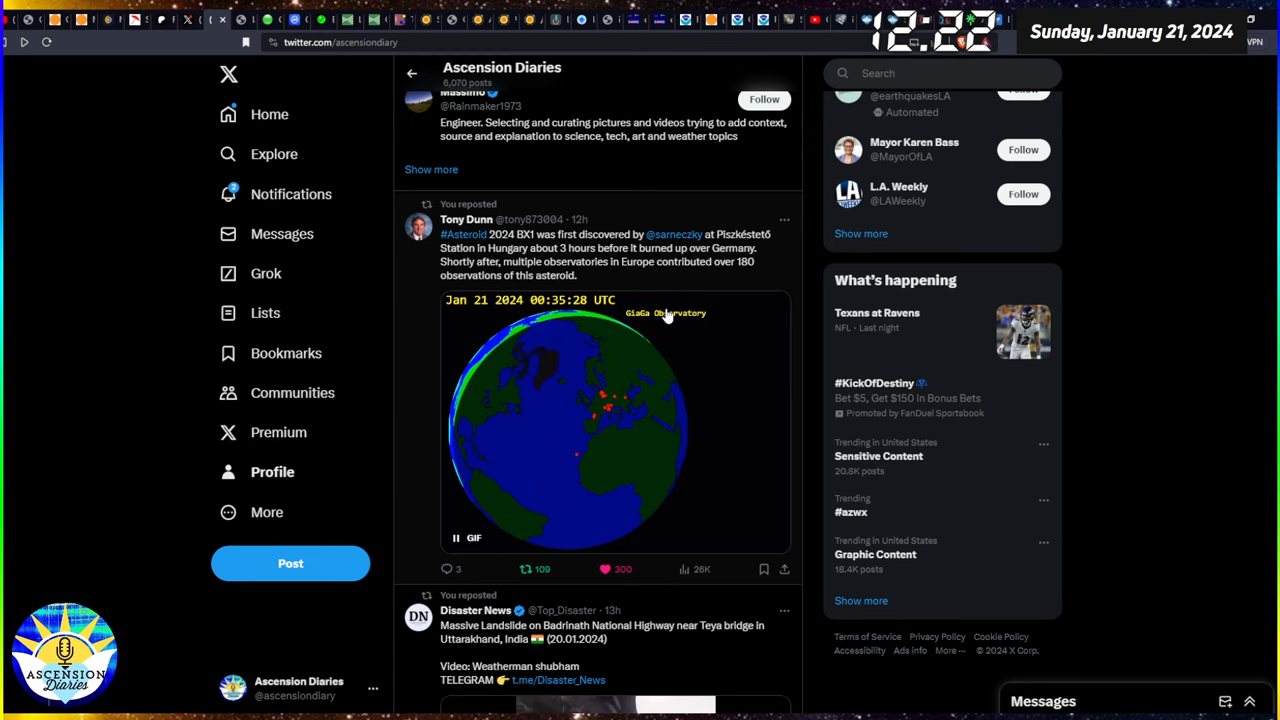 12:22
Sunday, January 21, 2024
twitter.com/ascensiondiary
VPN
Home
Explore
2
Notifications
Messages
Grok
Lists
Bookmarks
Communities
Premium
Profile
More
Post
ASCENSION
Diaries
Ascension Diaries
@ascensiondiary
Ascension Diaries
6,070 posts
Massimo
@Rainmaker1973
Follow
Engineer. Selecting and curating pictures and videos trying to add context,
source and explanation to science, tech, art and weather topics
Show more
You reposted
Tony Dunn @tony873004 · 12h
#Asteroid 2024 BX1 was first discovered by @sarneczky at Piszkéstető
Station in Hungary about 3 hours before it burned up over Germany.
Shortly after, multiple observatories in Europe contributed over 180
observations of this asteroid.
Jan 21 2024 00:35:28 UTC
GiaGa Observatory
GIF
3
109
300
26K
You reposted
DN
Disaster News @Top_Disaster · 13h
Massive Landslide on Badrinath National Highway near Teya bridge in
Uttarakhand, India 🇮🇳 (20.01.2024)
Video: Weatherman shubham
TELEGRAM 👉 t.me/Disaster_News
Search
@earthquakesLA
Follow
Automated
Mayor Karen Bass
@MayorOfLA
Follow
LA
L.A. Weekly
@LAWeekly
Follow
Show more
What's happening
Texans at Ravens
NFL · Last night
#KickOfDestiny
Bet $5, Get $150 in Bonus Bets
Promoted by FanDuel Sportsbook
Trending in United States
Sensitive Content
20.8K posts
Trending
#azwx
Trending in United States
Graphic Content
18.4K posts
Show more
Terms of Service Privacy Policy Cookie Policy
Accessibility Ads info More ··· © 2024 X Corp.
Messages